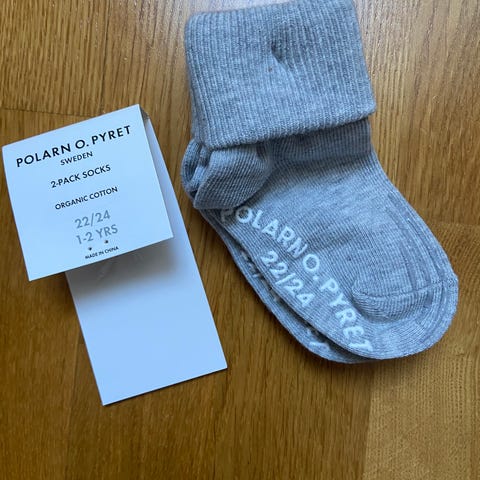 POLARN O. PYRET
SWEDEN
2-PACK SOCKS
ORGANIC COTTON
22/24
1-2 YRS
MADE IN CHINA
POLARN O. PYRET
22/24